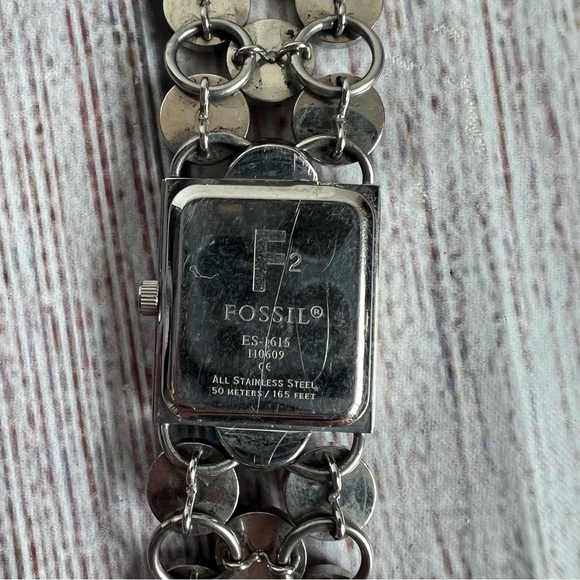 F2
FOSSIL®
ES-1615
110609
CE
ALL STAINLESS STEEL
50 METERS/165 FEET